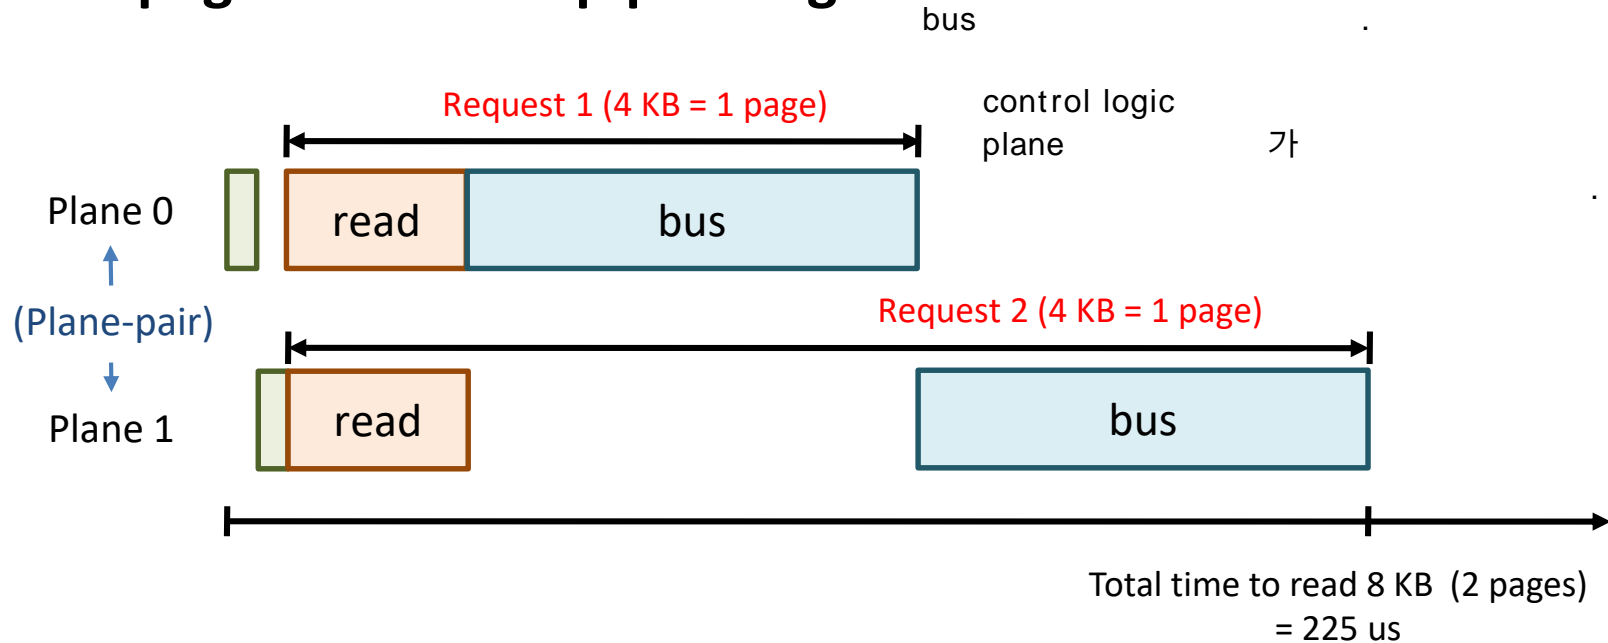 bus .
Request 1 (4 KB = 1 page)
control logic
plane 가
.
Plane 0
read
bus
(Plane-pair)
Request 2 (4 KB = 1 page)
Plane 1
read
bus
Total time to read 8 KB (2 pages)
= 225 us